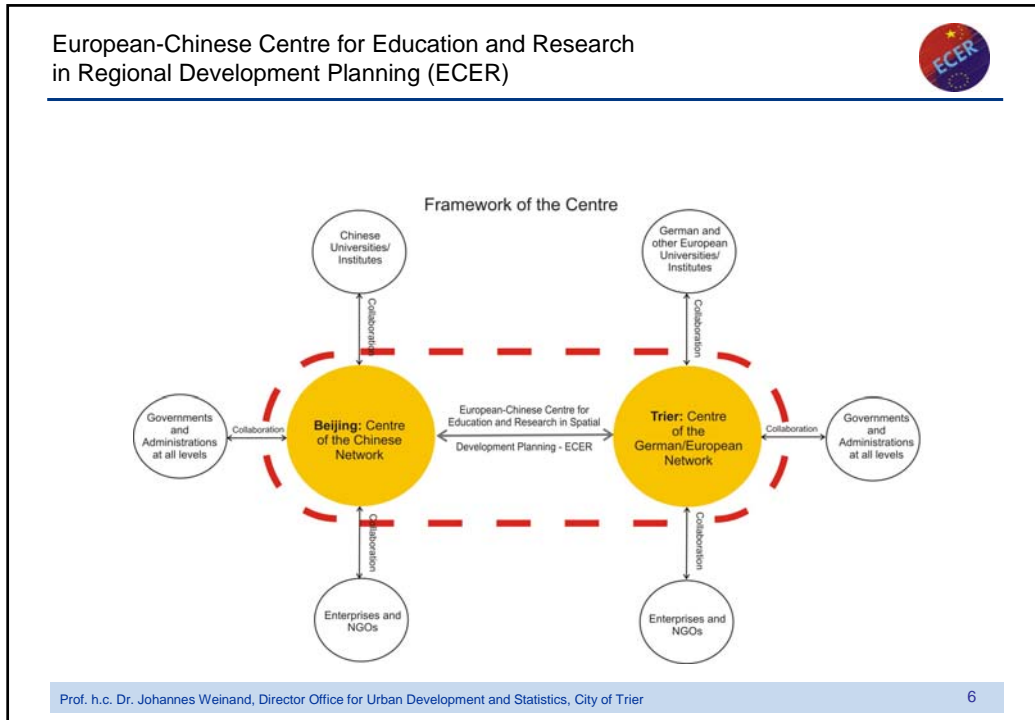 European-Chinese Centre for Education and Research
in Regional Development Planning (ECER)
ECER
Framework of the Centre
Chinese
Universities/
Institutes
German and
other European
Universities/
Institutes
Collaboration
Collaboration
Governments
and
Administrations
at all levels
Collaboration
Beijing: Centre
of the Chinese
Network
European-Chinese Centre for
Education and Research in Spatial
Development Planning - ECER
Trier: Centre
of the
German/European
Network
Collaboration
Governments
and
Administrations
at all levels
Collaboration
Collaboration
Enterprises and
NGOs
Enterprises and
NGOs
Prof. h.c. Dr. Johannes Weinand, Director Office for Urban Development and Statistics, City of Trier
6